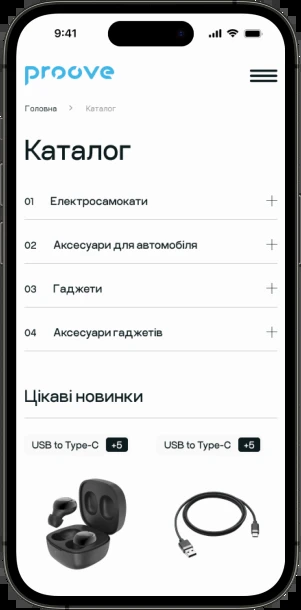 9:41
proove
Головна > Каталог
Каталог
01 Електросамокати +
02 Аксесуари для автомобіля +
03 Гаджети +
04 Аксесуари гаджетів +
Цікаві новинки
USB to Type-C +5 USB to Type-C +5